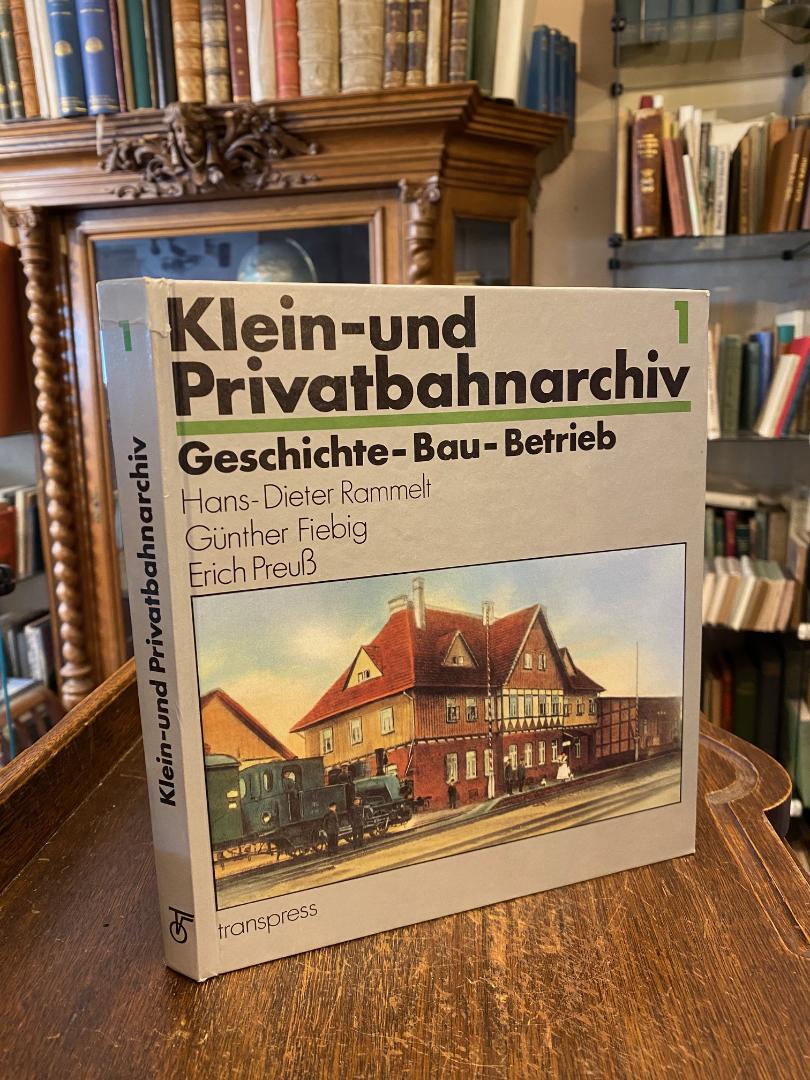 1
Klein-und Privatbahnarchiv
Klein-und
1
Privatbahnarchiv
Geschichte-Bau-Betrieb
Hans-Dieter Rammelt
Günther Fiebig
Erich Preuß
transpress